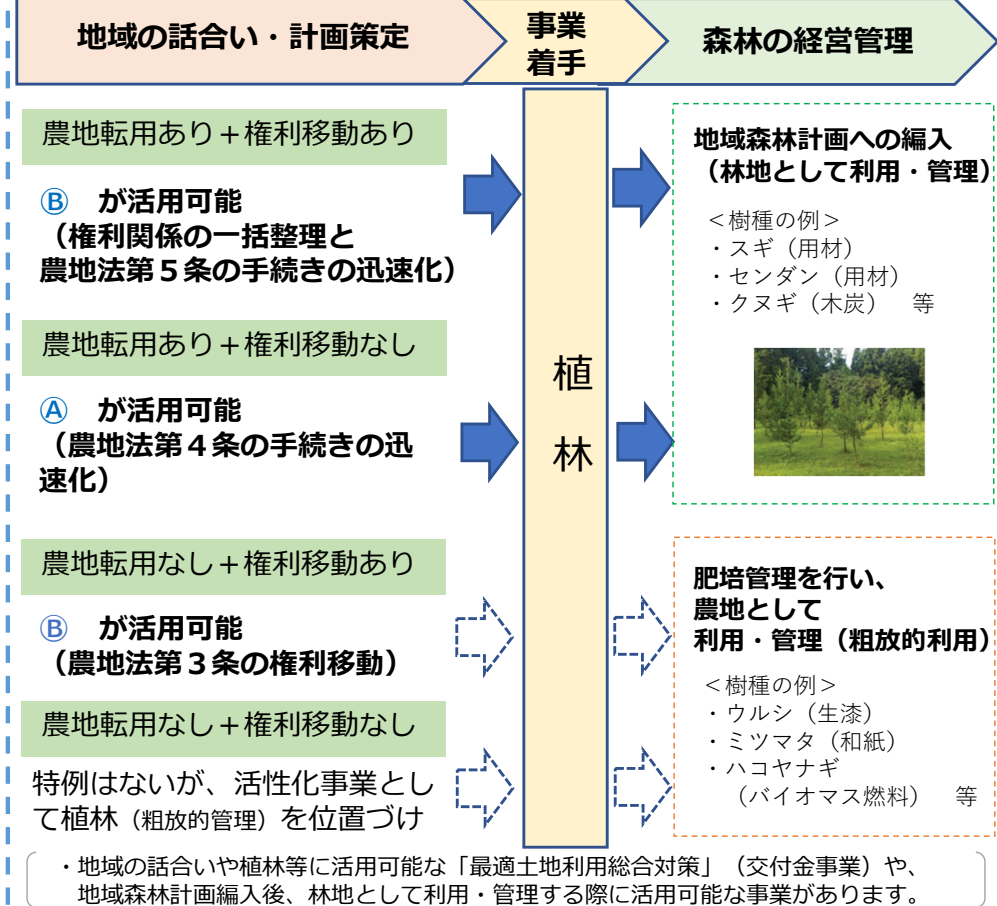 地域の話合い・計画策定
事業
着手
森林の経営管理
農地転用あり＋権利移動あり
Ⓑ　が活用可能
（権利関係の一括整理と
農地法第５条の手続きの迅速化）
農地転用あり＋権利移動なし
Ⓐ　が活用可能
（農地法第４条の手続きの迅
速化）
農地転用なし＋権利移動あり
Ⓑ　が活用可能
（農地法第３条の権利移動）
農地転用なし＋権利移動なし
特例はないが、活性化事業とし
て植林（粗放的管理）を位置づけ
植
林
地域森林計画への編入
（林地として利用・管理）
＜樹種の例＞
・スギ（用材）
・センダン（用材）
・クヌギ（木炭）　等
肥培管理を行い、
農地として
利用・管理（粗放的利用）
＜樹種の例＞
・ウルシ（生漆）
・ミツマタ（和紙）
・ハコヤナギ
（バイオマス燃料）　等
・地域の話合いや植林等に活用可能な「最適土地利用総合対策」（交付金事業）や、
地域森林計画編入後、林地として利用・管理する際に活用可能な事業があります。